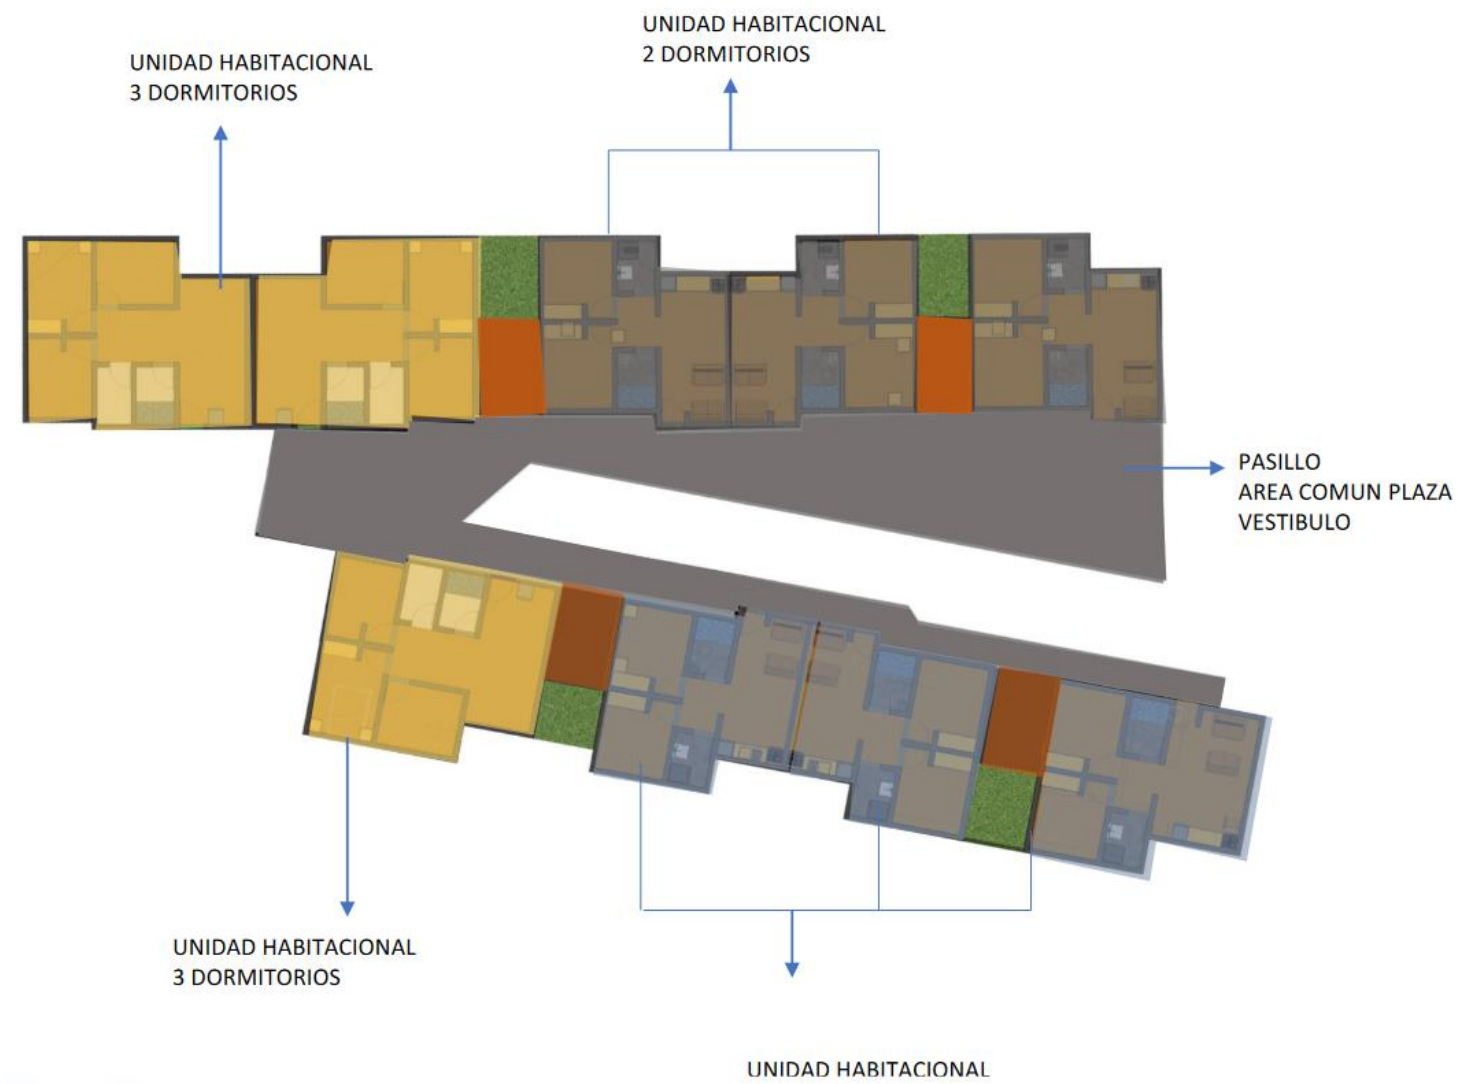 UNIDAD HABITACIONAL
2 DORMITORIOS
UNIDAD HABITACIONAL
3 DORMITORIOS
PASILLO
AREA COMUN PLAZA
VESTIBULO
UNIDAD HABITACIONAL
3 DORMITORIOS
UNIDAD HABITACIONAL